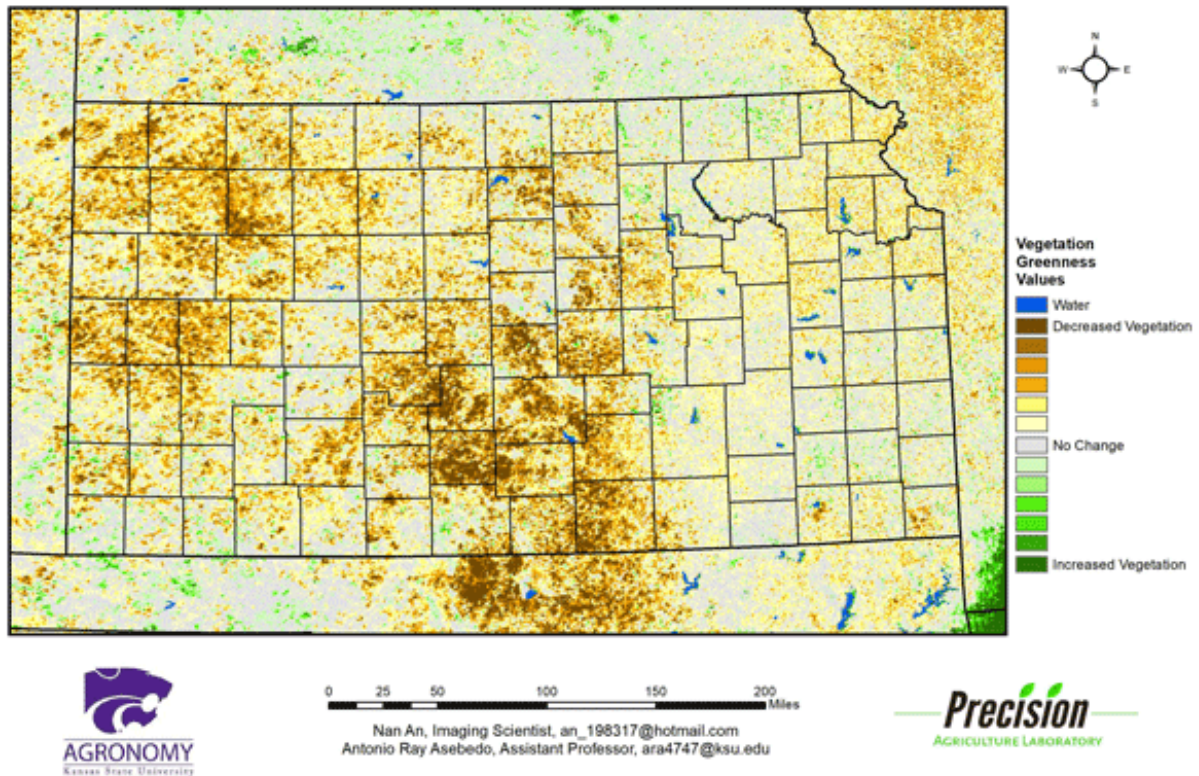 N
W
E
S
Vegetation
Greenness
Values
Water
Decreased Vegetation
No Change
Increased Vegetation
0 25 50 100 150 200
Miles
Nan An, Imaging Scientist, an_198317@hotmail.com
Antonio Ray Asebedo, Assistant Professor, ara4747@ksu.edu
AGRONOMY
Kansas State University
Precision
AGRICULTURE LABORATORY